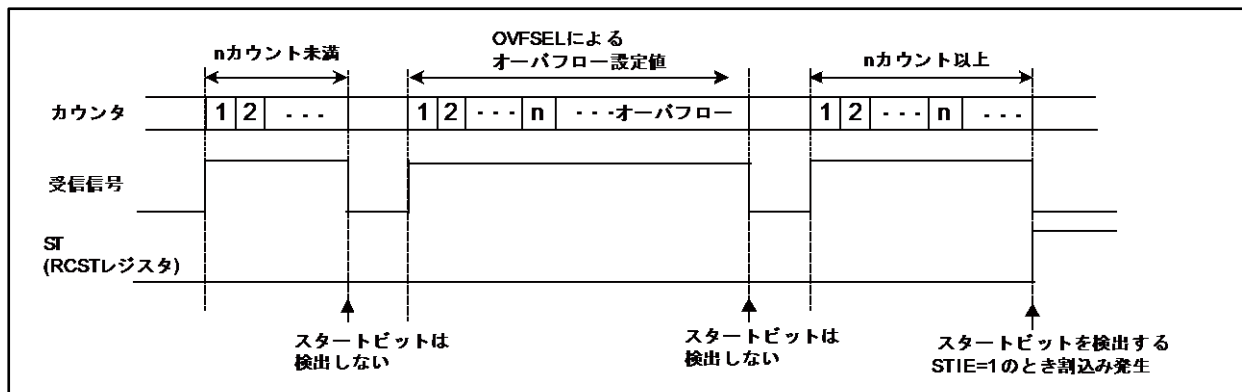 nカウント未満
OVFSELによる
オーバフロー設定値
nカウント以上
カウンタ
1 2 - - -
1 2 - - - n - - -オーバフロー
1 2 - - - n - - -
受信信号
ST
(RCSTレジスタ)
スタートビットは
検出しない
スタートビットは
検出しない
スタートビットを検出する
STIE=1のとき割込み発生